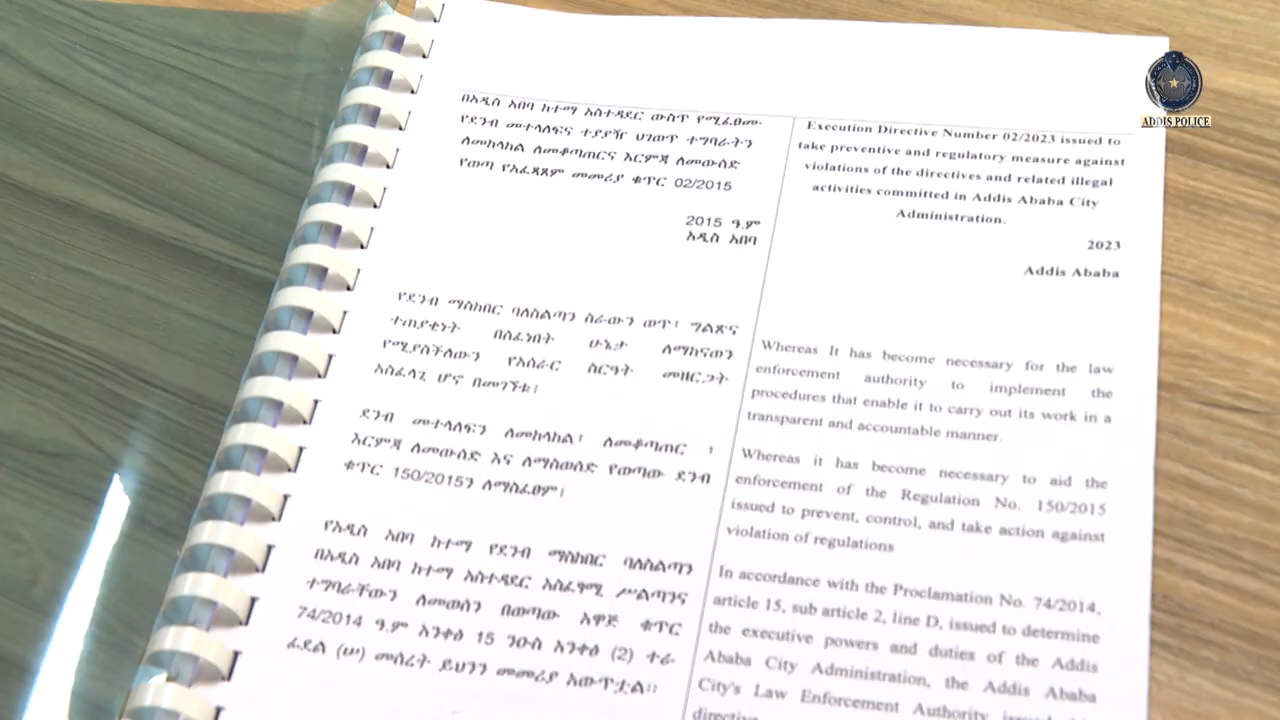 በአዲስ አበባ ከተማ አስተዳደር ውስጥ የሚፈፀሙ
የደንብ መተላለፍና ተያያዥ ህገወጥ ተግባራትን
ለመከላከል ለመቆጣጠርና እርምጃ ለመውሰድ
የወጣ የአፈጻጸም መመሪያ ቁጥር 02/2015
2015 ዓ.ም
አዲስ አበባ
የደንብ ማስከበር ባለስልጣን ስራውን ወጥ፣ ግልጽና
ተጠያቂነት በሰፈነበት ሁኔታ ለማከናወን
የሚያስችለውን የአሰራር ስርዓት መዘርጋት
አስፈላጊ ሆኖ በመገኘቱ፤
ደንብ መተላለፍን ለመከላከል፣ ለመቆጣጠር ፣
እርምጃ ለመውሰድ እና ለማስወሰድ የወጣው ደንብ
ቁጥር 150/2015ን ለማስፈፀም፤
የአዲስ አበባ ከተማ የደንብ ማስከበር ባለስልጣን
በአዲስ አበባ ከተማ አስተዳደር አስፈፃሚ ሥልጣንና
ተግባራቸውን ለመወሰን በወጣው አዋጅ ቁጥር
74/2014 ዓ.ም አንቀፅ 15 ንዑስ አንቀፅ (2) ተራ
ፊደል (ሠ) መሰረት ይህንን መመሪያ አውጥቷል።
Execution Directive Number 02/2023 issued to
take preventive and regulatory measure against
violations of the directives and related illegal
activities committed in Addis Ababa City
Administration.
2023
Addis Ababa
Whereas It has become necessary for the law
enforcement authority to implement the
procedures that enable it to carry out its work in a
transparent and accountable manner.
Whereas it has become necessary to aid the
enforcement of the Regulation No. 150/2015
issued to prevent, control, and take action against
violation of regulations
In accordance with the Proclamation No. 74/2014,
article 15, sub article 2, line D, issued to determine
the executive powers and duties of the Addis
Ababa City Administration, the Addis Ababa
City's Law Enforcement Authority issued
directive
ADDIS POLICE